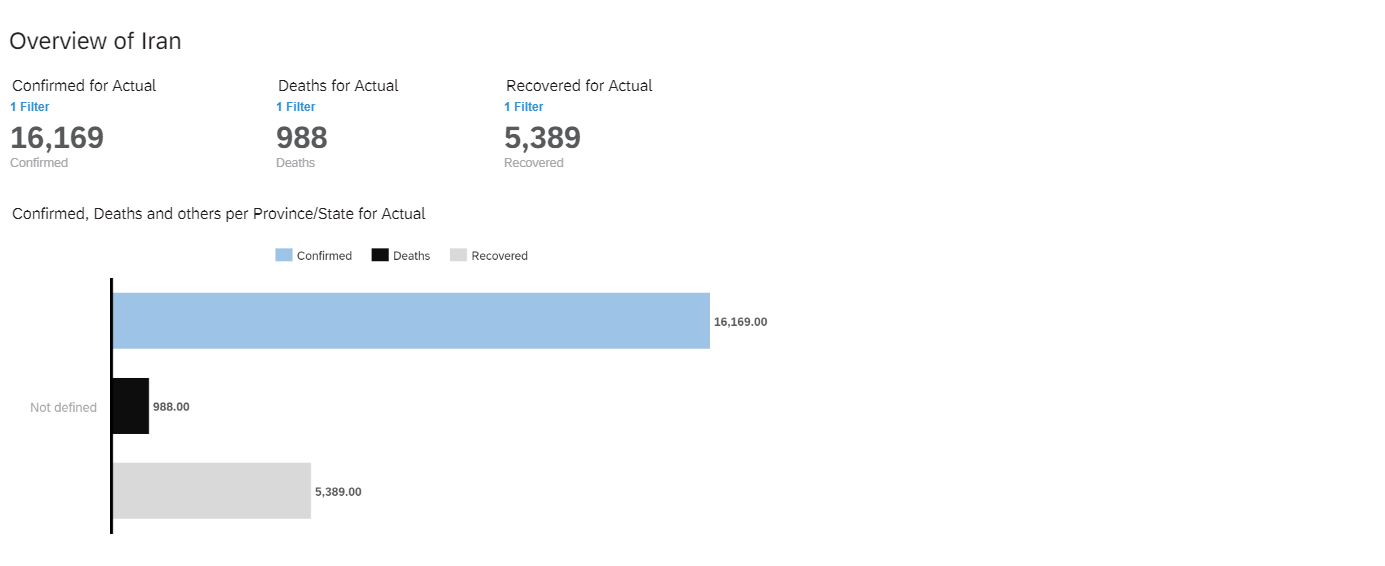 Overview of Iran
Confirmed for Actual Deaths for Actual Recovered for Actual
1 Filter 1 Filter 1 Filter
16,169 988 5,389
Confirmed Deaths Recovered
Confirmed, Deaths and others per Province/State for Actual
Confirmed Deaths Recovered
16,169.00
Not defined 988.00
5,389.00